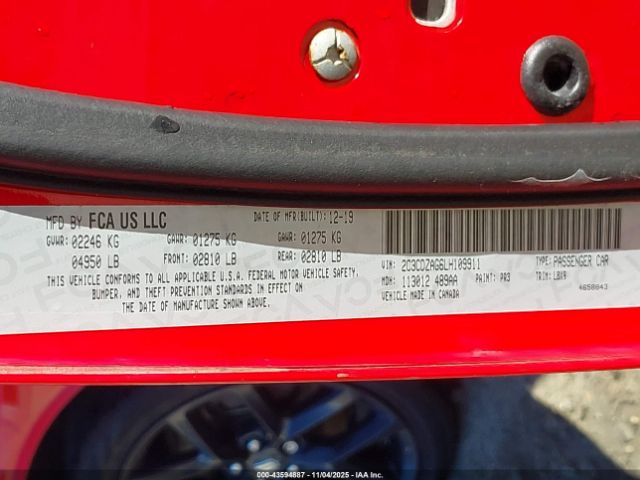 MFD BY FCA US LLC DATE OF MFR(BUILT): 12-19
GVWR: 02246 KG GAWR: 01275 KG GAWR: 01275 KG
04950 LB FRONT: 02810 LB REAR: 02810 LB
THIS VEHICLE CONFORMS TO ALL APPLICABLE U.S.A. FEDERAL MOTOR VEHICLE SAFETY,
BUMPER, AND THEFT PREVENTION STANDARDS IN EFFECT ON
THE DATE OF MANUFACTURE SHOWN ABOVE.
VIN: 2C3CDZAG6LH109911 TYPE: PASSENGER CAR
MDH: 113012 489AA PAINT: PR3 TRIM: LBX9
VEHICLE MADE IN CANADA 4658843
000-43594887 - 11/04/2025 - IAA Inc.